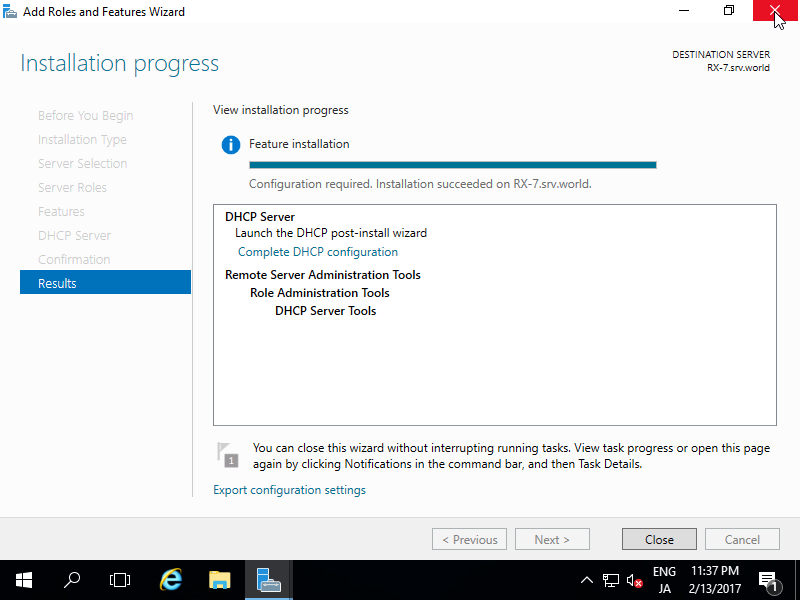 Add Roles and Features Wizard
Installation progress
DESTINATION SERVER
RX-7.srv.world
Before You Begin
Installation Type
Server Selection
Server Roles
Features
DHCP Server
Confirmation
Results
View installation progress
Feature installation
Configuration required. Installation succeeded on RX-7.srv.world.
DHCP Server
Launch the DHCP post-install wizard
Complete DHCP configuration
Remote Server Administration Tools
Role Administration Tools
DHCP Server Tools
1
You can close this wizard without interrupting running tasks. View task progress or open this page
again by clicking Notifications in the command bar, and then Task Details.
Export configuration settings
< Previous
Next >
Close
Cancel
ENG
JA
11:37 PM
2/13/2017
1